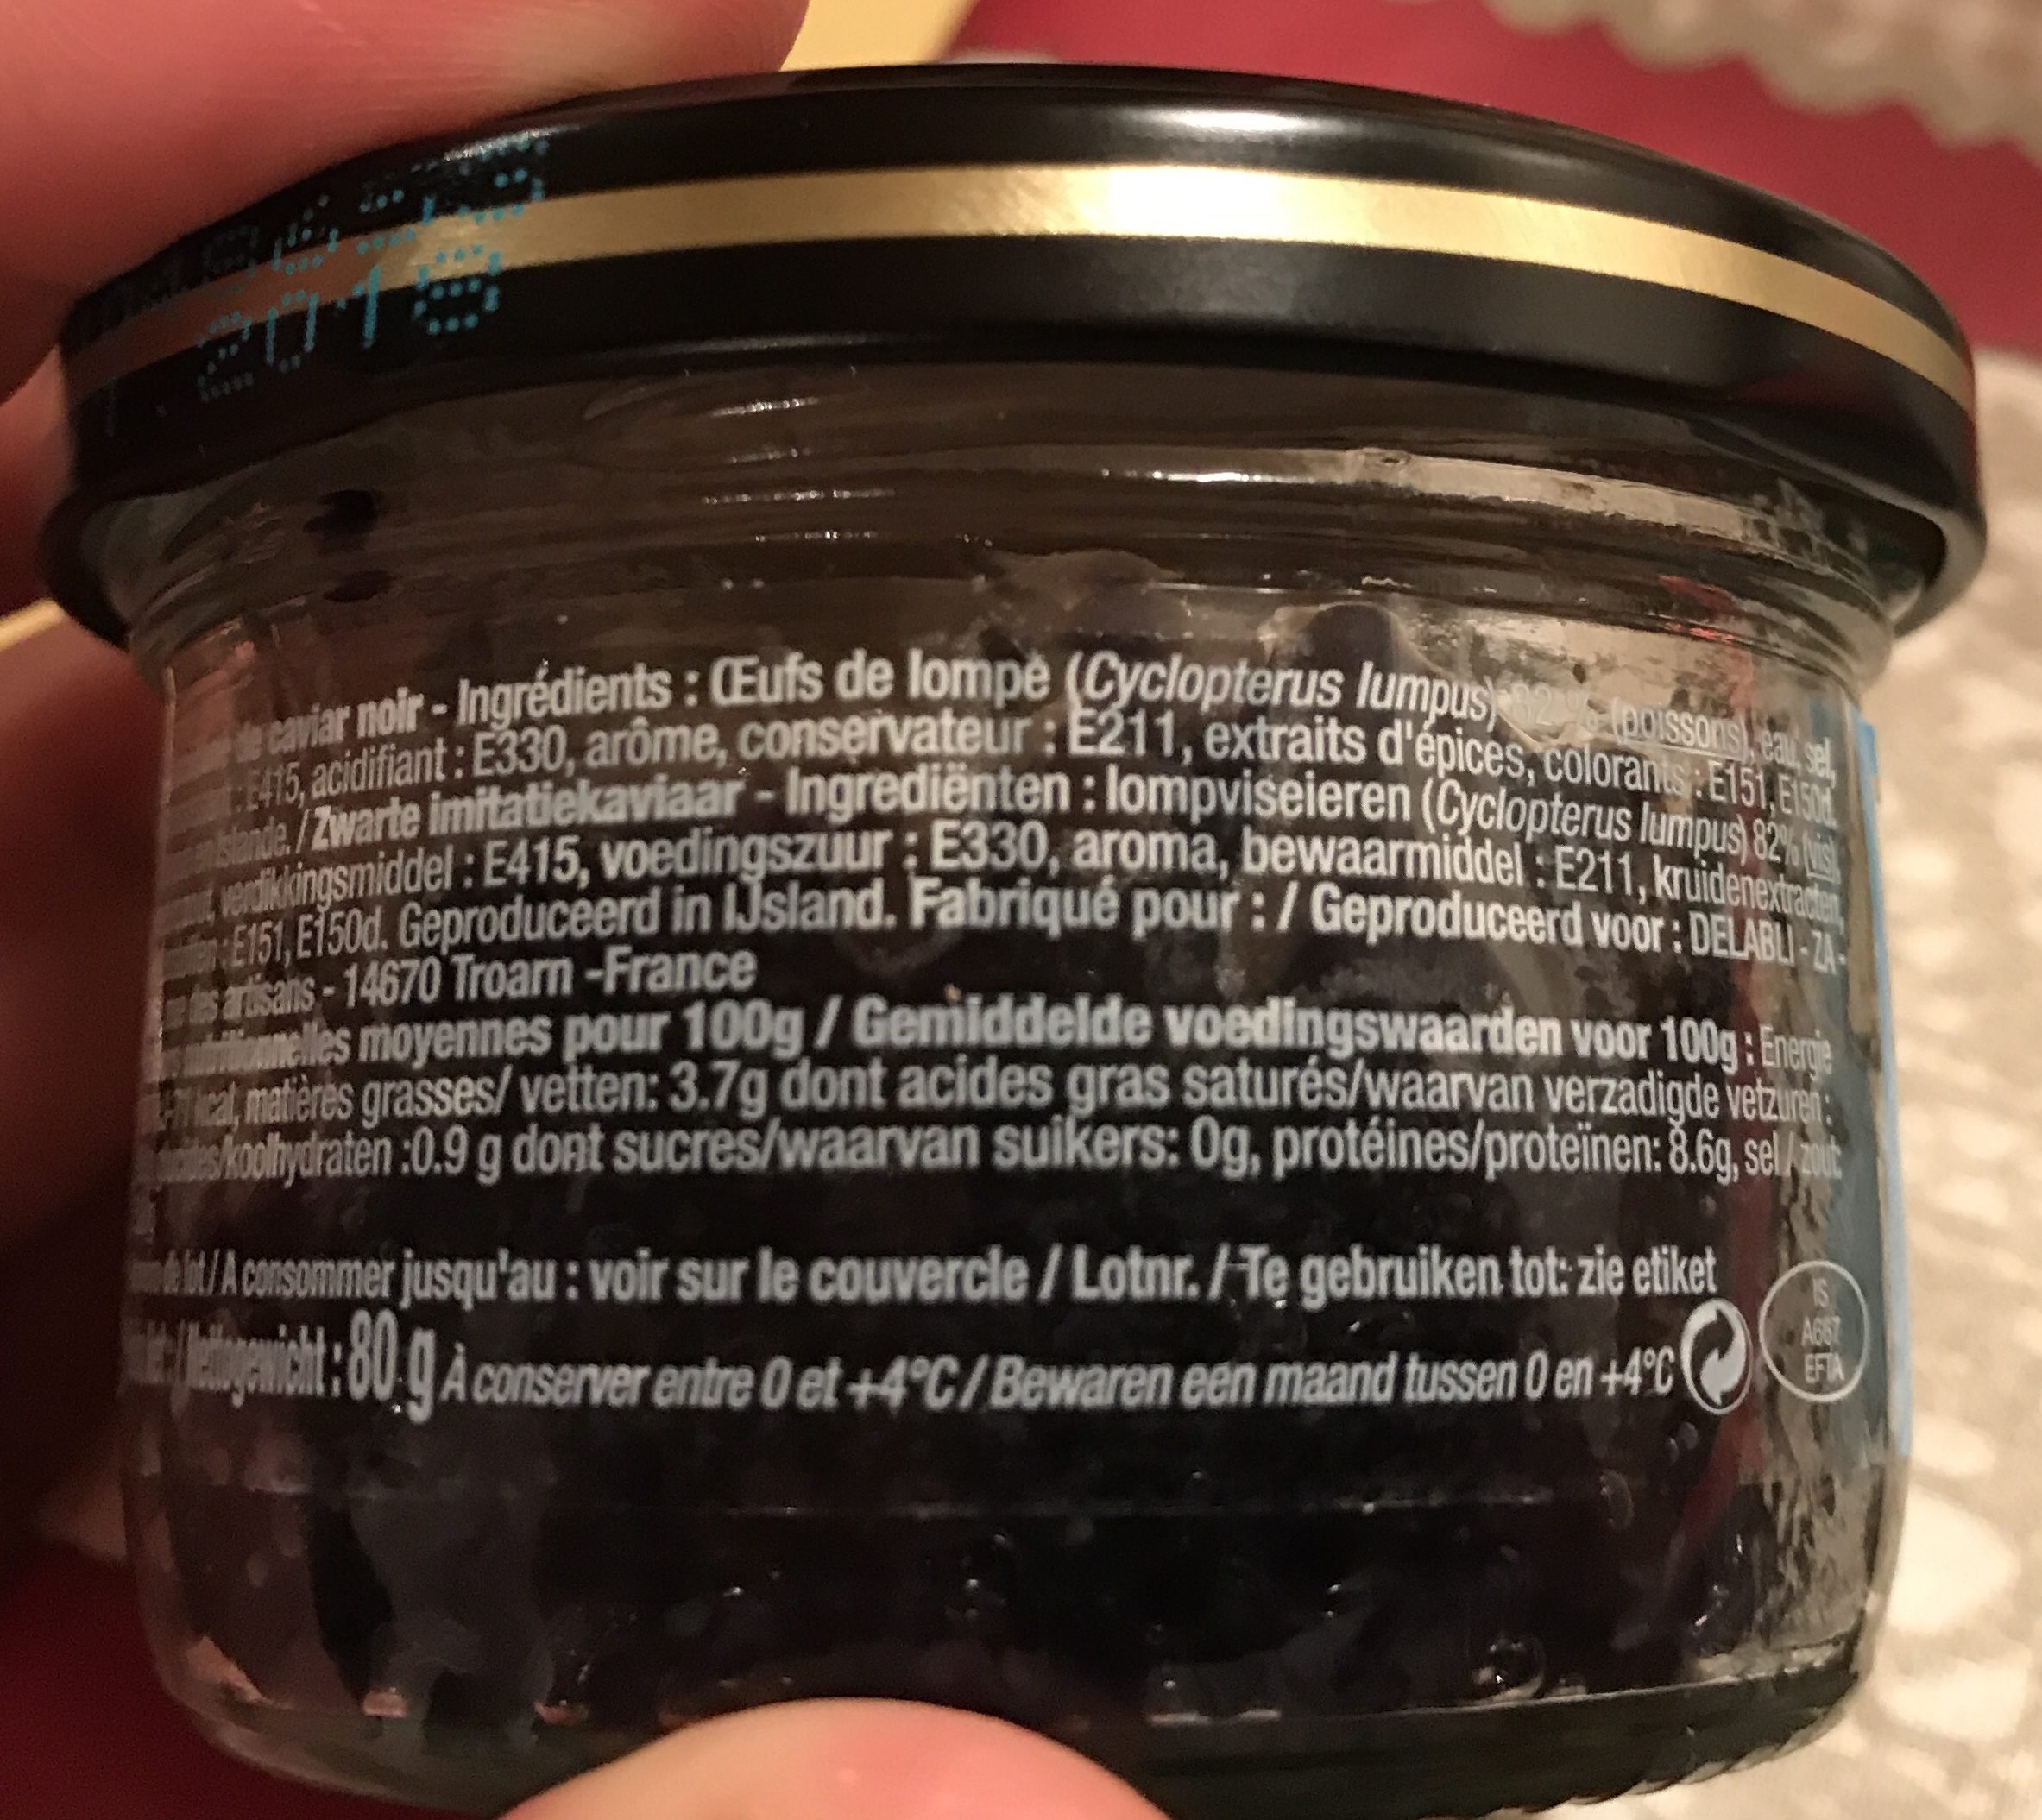 de caviar noir - Ingrédients : Œufs de lompe (Cyclopterus lumpus) 82 % (poissons), eau, sel,
: E415, acidifiant : E330, arôme, conservateur : E211, extraits d'épices, colorants : E151, E150d.
Islande. / Zwarte imitatiekaviaar - Ingrediënten : lompviseieren (Cyclopterus lumpus) 82% (vis),
verdikkingsmiddel : E415, voedingszuur : E330, aroma, bewaarmiddel : E211, kruidenextracten,
: E151, E150d. Geproduceerd in IJsland. Fabriqué pour : / Geproduceerd voor : DELABLI - ZA -
des artisans - 14670 Troarn -France
nutritionnelles moyennes pour 100g / Gemiddelde voedingswaarden voor 100g : Energie
kcal, matières grasses/ vetten: 3.7g dont acides gras saturés/waarvan verzadigde vetzuren :
/koolhydraten :0.9 g dont sucres/waarvan suikers: 0g, protéines/proteïnen: 8.6g, sel / zout:
de lot / A consommer jusqu'au : voir sur le couvercle / Lotnr. / Te gebruiken tot: zie etiket
/ Nettogewicht : 80 g À conserver entre 0 et +4°C / Bewaren een maand tussen 0 en +4°C
IS
A667
EFTA